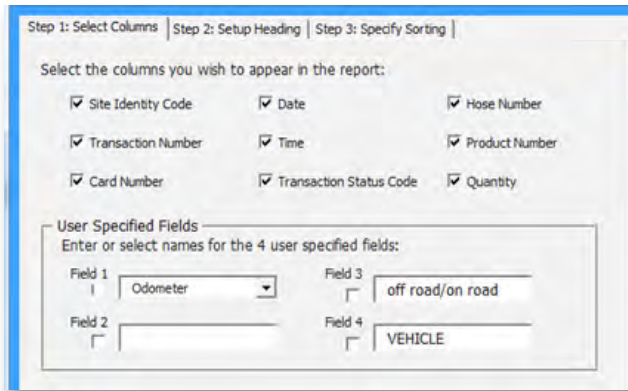 Step 1: Select Columns Step 2: Setup Heading Step 3: Specify Sorting
Select the columns you wish to appear in the report:
Site Identity Code Date Hose Number
Transaction Number Time Product Number
Card Number Transaction Status Code Quantity
User Specified Fields
Enter or select names for the 4 user specified fields:
Field 1 Field 3
Odometer off road/on road
Field 2 Field 4
VEHICLE